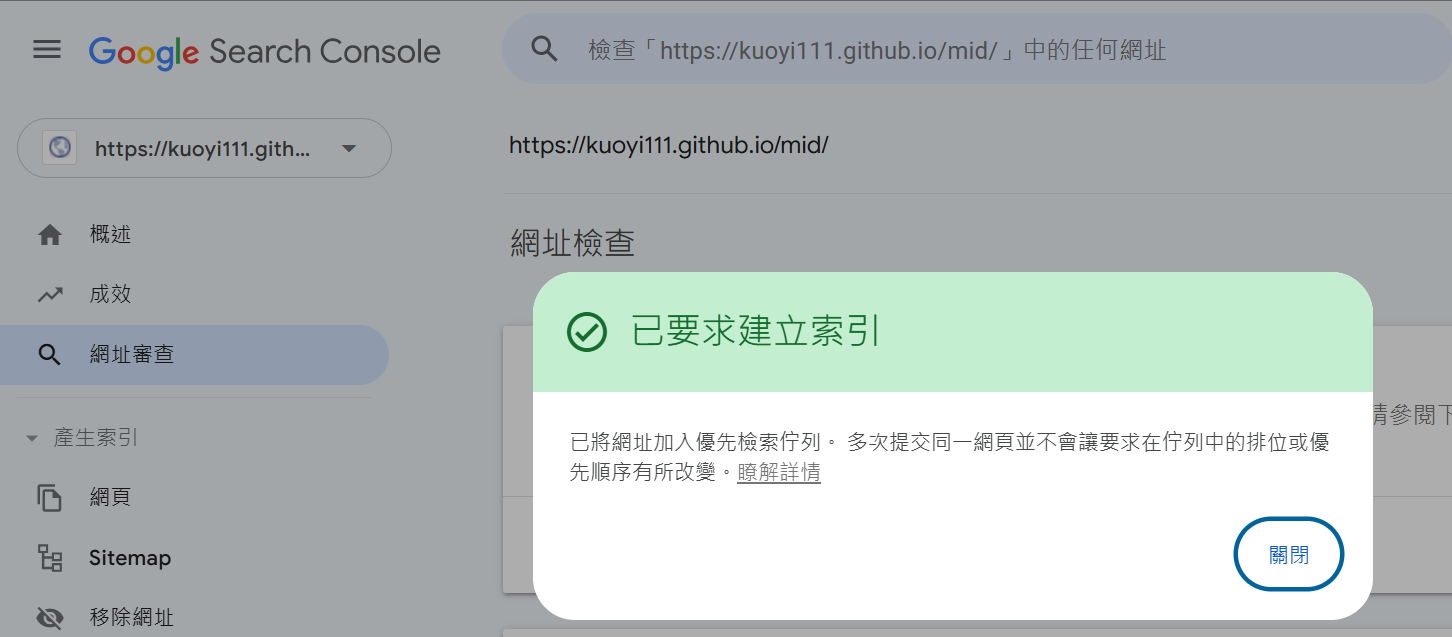 Google Search Console
檢查「https://kuoyi111.github.io/mid/」中的任何網址
https://kuoyi111.gith...
https://kuoyi111.github.io/mid/
概述
網址檢查
成效
已要求建立索引
網址審查
請參閱下
產生索引
已將網址加入優先檢索佇列。 多次提交同一網頁並不會讓要求在佇列中的排位或優
先順序有所改變。瞭解詳情
網頁
關閉
Sitemap
移除網址